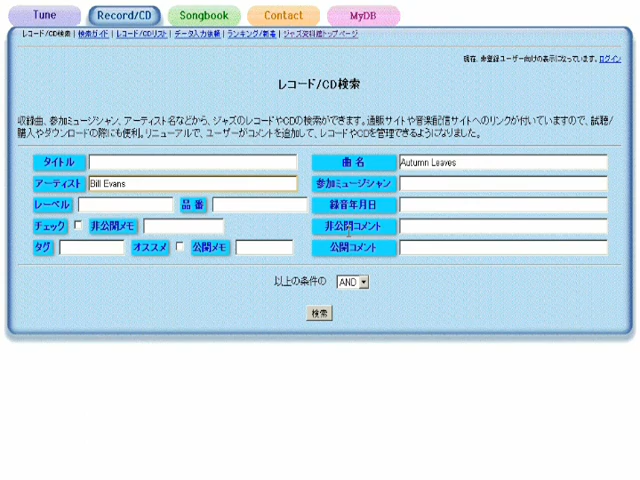 Tune Record/CD Songbook Contact MyDB
レコード/CD検索 | 検索ガイド | レコード/CDリスト | データ入力依頼 | ランキング/新着 | ジャズ資料館トップページ
現在、未登録ユーザー向けの表示になっています。ログイン
レコード/CD検索
収録曲、参加ミュージシャン、アーティスト名などから、ジャズのレコードやCDの検索ができます。通販サイトや音楽配信サイトへのリンクが付いていますので、試聴/
購入やダウンロードの際にも便利。リニューアルで、ユーザーがコメントを追加して、レコードやCDを管理できるようになりました。
タイトル 曲 名 Autumn Leaves
アーティスト Bill Evans 参加ミュージシャン
レーベル 品 番 録音年月日
チェック 非公開メモ 非公開コメント
タグ オススメ 公開メモ 公開コメント
以上の条件の AND
検索